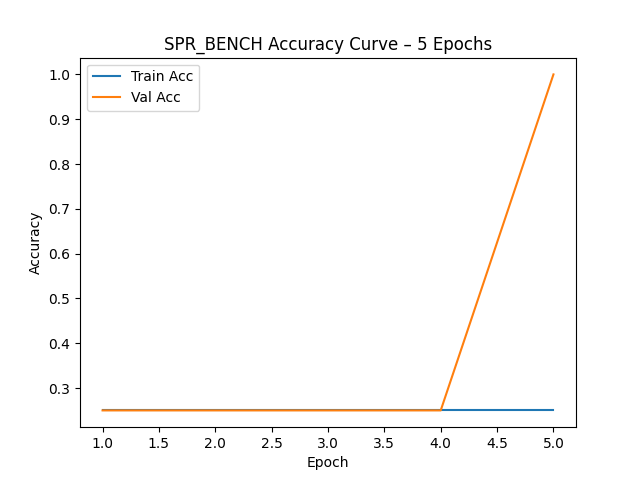 SPR_BENCH Accuracy Curve – 5 Epochs
Train Acc
Val Acc
Accuracy
1.0
0.9
0.8
0.7
0.6
0.5
0.4
0.3
1.0 1.5 2.0 2.5 3.0 3.5 4.0 4.5 5.0
Epoch